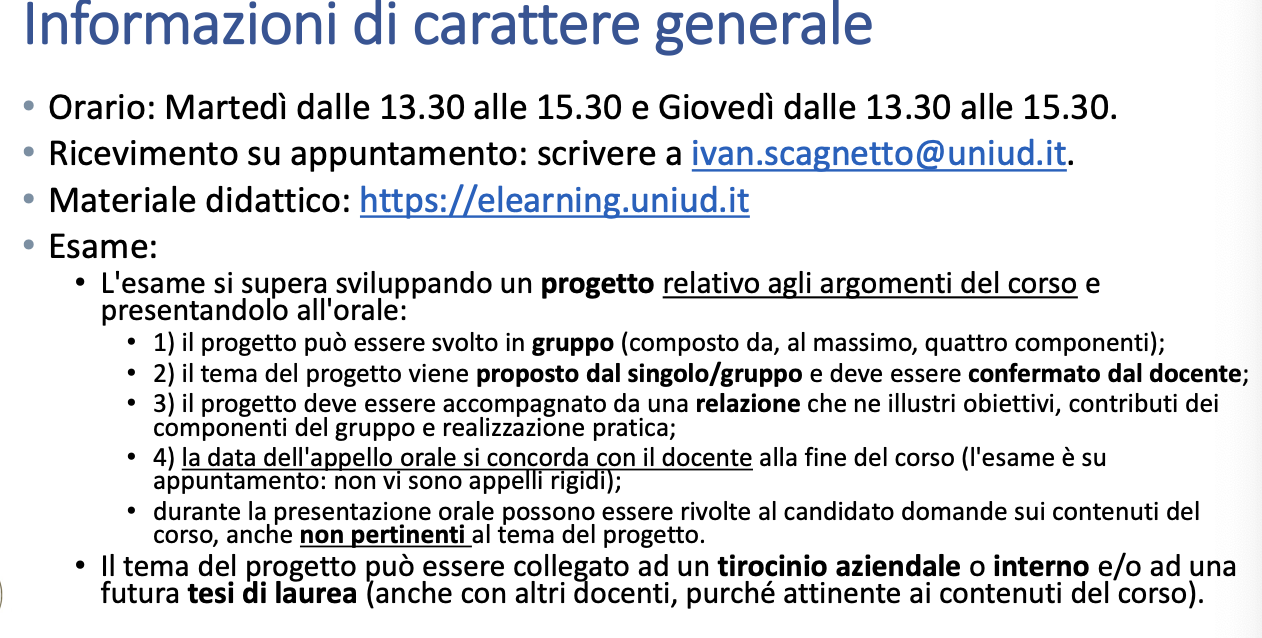 Informazioni di carattere generale
• Orario: Martedì dalle 13.30 alle 15.30 e Giovedì dalle 13.30 alle 15.30.
• Ricevimento su appuntamento: scrivere a ivan.scagnetto@uniud.it.
• Materiale didattico: https://elearning.uniud.it
• Esame:
• L'esame si supera sviluppando un progetto relativo agli argomenti del corso e
presentandolo all'orale:
• 1) il progetto può essere svolto in gruppo (composto da, al massimo, quattro componenti);
• 2) il tema del progetto viene proposto dal singolo/gruppo e deve essere confermato dal docente;
• 3) il progetto deve essere accompagnato da una relazione che ne illustri obiettivi, contributi dei
componenti del gruppo e realizzazione pratica;
• 4) la data dell'appello orale si concorda con il docente alla fine del corso (l'esame è su
appuntamento: non vi sono appelli rigidi);
• durante la presentazione orale possono essere rivolte al candidato domande sui contenuti del
corso, anche non pertinenti al tema del progetto.
• Il tema del progetto può essere collegato ad un tirocinio aziendale o interno e/o ad una
futura tesi di laurea (anche con altri docenti, purché attinente ai contenuti del corso).